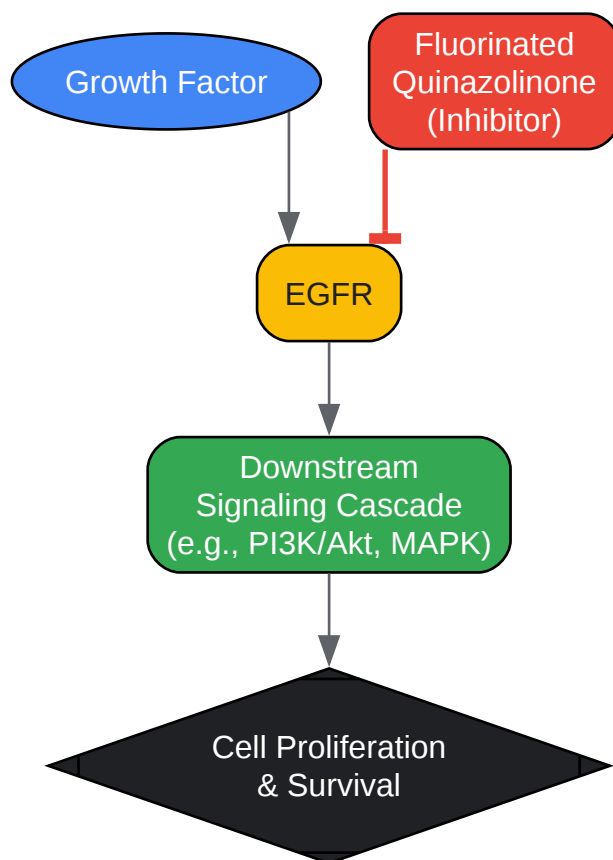 Growth Factor
Fluorinated
Quinazolinone
(Inhibitor)
EGFR
Downstream
Signaling Cascade
(e.g., PI3K/Akt, MAPK)
Cell Proliferation
& Survival